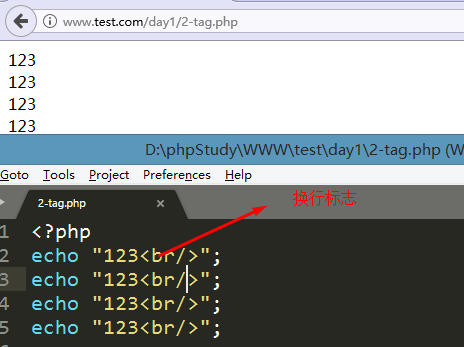 www.test.com/day1/2-tag.php
123
123
123
123
D:\phpStudy\WWW\test\day1\2-tag.php (W
Goto Tools Project Preferences Help
2-tag.php ×
换行标志
1 <?php
2 echo "123<br/>";
3 echo "123<br/>";
4 echo "123<br/>";
5 echo "123<br/>";